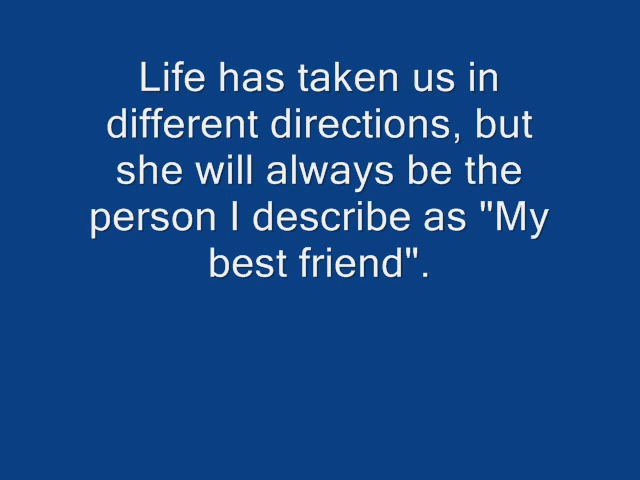 Life has taken us in
different directions, but
she will always be the
person I describe as "My
best friend".